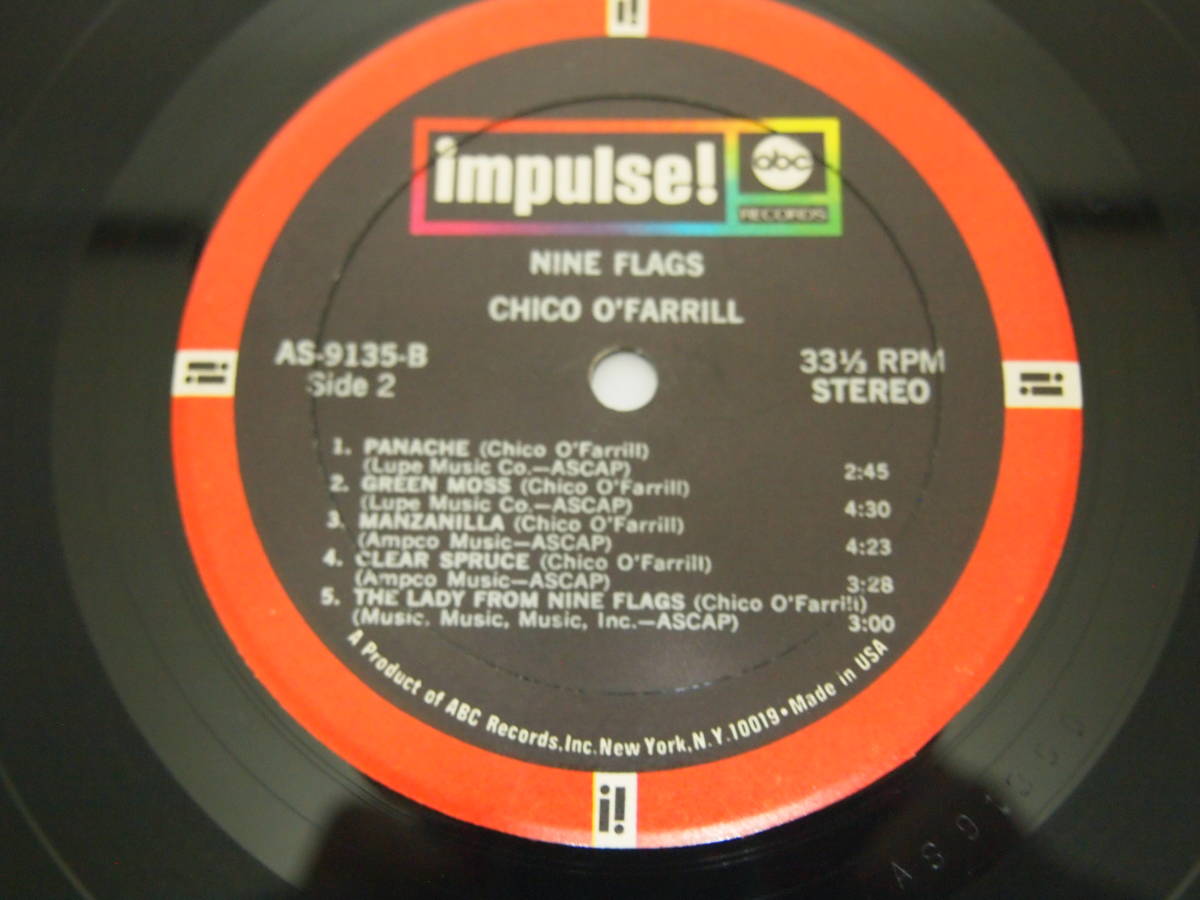 impulse! abc
RECORDS
NINE FLAGS
CHICO O'FARRILL
AS-9135-B
Side 2
33⅓ RPM
STEREO
1. PANACHE (Chico O'Farrill)
(Lupe Music Co.—ASCAP) 2:45
2. GREEN MOSS (Chico O'Farrill)
(Lupe Music Co.—ASCAP) 4:30
3. MANZANILLA (Chico O'Farrill)
(Ampco Music—ASCAP) 4:23
4. CLEAR SPRUCE (Chico O'Farrill)
(Ampco Music—ASCAP) 3:28
5. THE LADY FROM NINE FLAGS (Chico O'Farrill)
(Music, Music, Music, Inc.—ASCAP) 3:00
A Product of ABC Records, Inc. New York, N.Y. 10019 • Made in USA